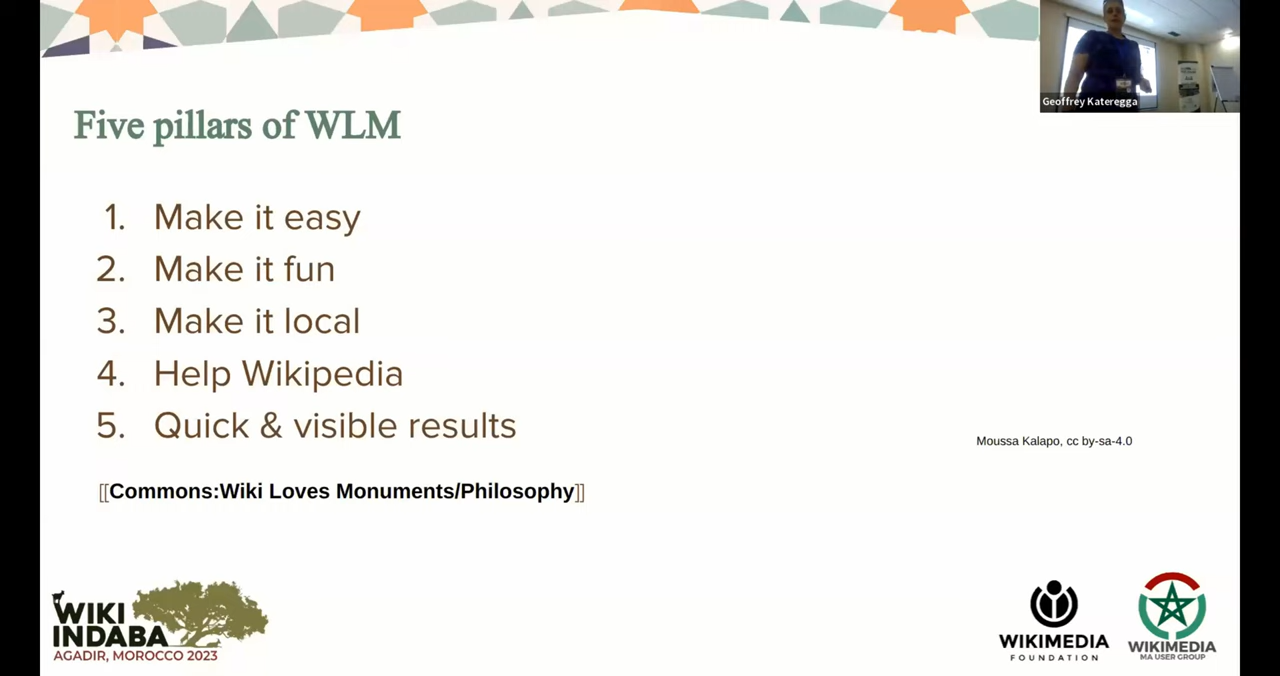 Geoffrey Kateregga
Five pillars of WLM
1. Make it easy
2. Make it fun
3. Make it local
4. Help Wikipedia
5. Quick & visible results
Moussa Kalapo, cc by-sa-4.0
[[Commons:Wiki Loves Monuments/Philosophy]]
WIKI
INDABA
AGADIR, MOROCCO 2023
WIKIMEDIA
FOUNDATION
WIKIMEDIA
MA USER GROUP